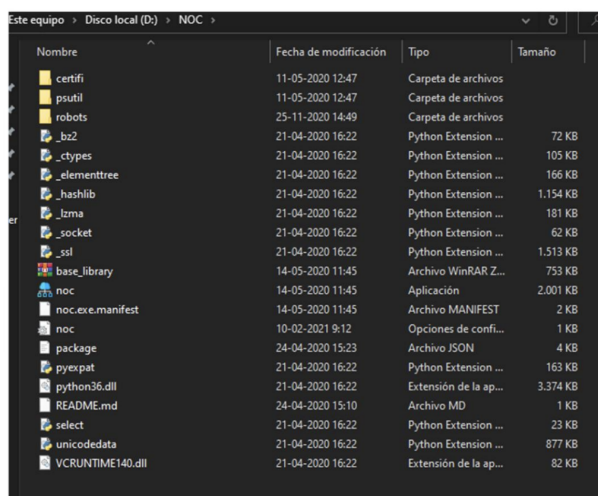 Este equipo > Disco local (D:) > NOC >
Nombre Fecha de modificación Tipo Tamaño
certifi 11-05-2020 12:47 Carpeta de archivos
psutil 11-05-2020 12:47 Carpeta de archivos
robots 25-11-2020 14:49 Carpeta de archivos
_bz2 21-04-2020 16:22 Python Extension ... 72 KB
_ctypes 21-04-2020 16:22 Python Extension ... 105 KB
_elementtree 21-04-2020 16:22 Python Extension ... 166 KB
_hashlib 21-04-2020 16:22 Python Extension ... 1.154 KB
_lzma 21-04-2020 16:22 Python Extension ... 181 KB
_socket 21-04-2020 16:22 Python Extension ... 62 KB
er
_ssl 21-04-2020 16:22 Python Extension ... 1.513 KB
base_library 14-05-2020 11:45 Archivo WinRAR Z... 753 KB
noc 14-05-2020 11:45 Aplicación 2.001 KB
noc.exe.manifest 14-05-2020 11:45 Archivo MANIFEST 2 KB
noc 10-02-2021 9:12 Opciones de confi... 1 KB
package 24-04-2020 15:23 Archivo JSON 4 KB
pyexpat 21-04-2020 16:22 Python Extension ... 163 KB
python36.dll 21-04-2020 16:22 Extensión de la ap... 3.374 KB
README.md 24-04-2020 15:10 Archivo MD 1 KB
select 21-04-2020 16:22 Python Extension ... 23 KB
unicodedata 21-04-2020 16:22 Python Extension ... 877 KB
VCRUNTIME140.dll 21-04-2020 16:22 Extensión de la ap... 82 KB